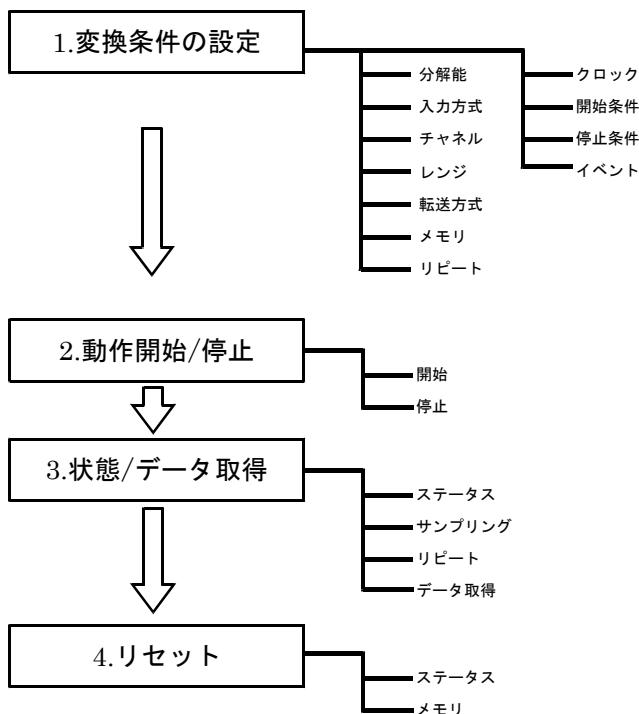 1.変換条件の設定
分解能
入力方式
チャネル
レンジ
転送方式
メモリ
リピート
クロック
開始条件
停止条件
イベント
2.動作開始/停止
開始
停止
3.状態/データ取得
ステータス
サンプリング
リピート
データ取得
4.リセット
ステータス
メモリ